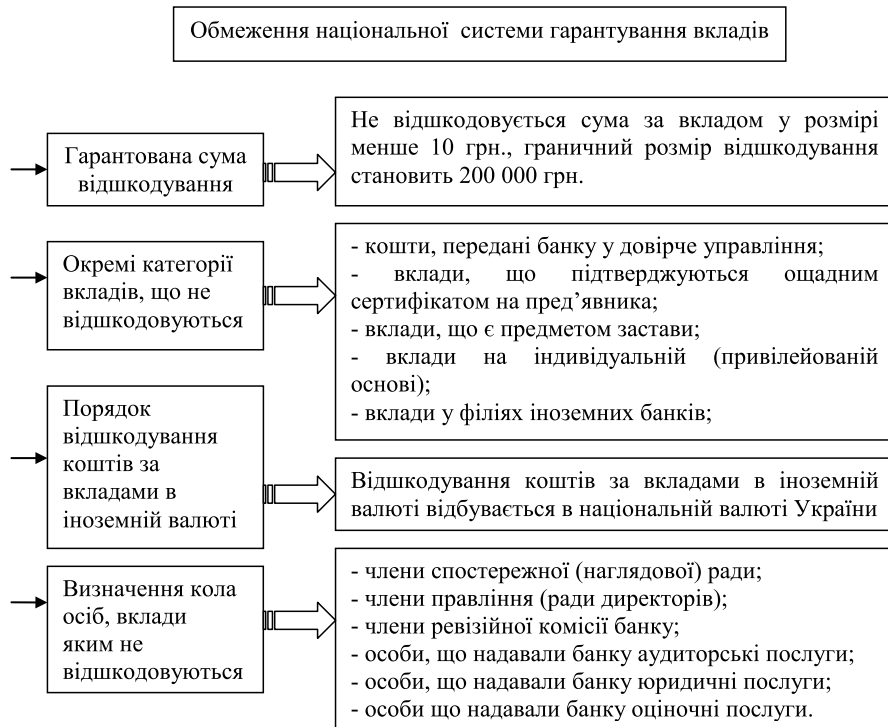 Обмеження національної системи гарантування вкладів
Гарантована сума
відшкодування
Не відшкодовується сума за вкладом у розмірі
менше 10 грн., граничний розмір відшкодування
становить 200 000 грн.
Окремі категорії
вкладів, що не
відшкодовуються
- кошти, передані банку у довірче управління;
- вклади, що підтверджуються ощадним
сертифікатом на пред’явника;
- вклади, що є предметом застави;
- вклади на індивідуальній (привілейованій
основі);
- вклади у філіях іноземних банків;
Порядок
відшкодування
коштів за
вкладами в
іноземній валюті
Відшкодування коштів за вкладами в іноземній
валюті відбувається в національній валюті України
Визначення кола
осіб, вклади
яким не
відшкодовуються
- члени спостережної (наглядової) ради;
- члени правління (ради директорів);
- члени ревізійної комісії банку;
- особи, що надавали банку аудиторські послуги;
- особи, що надавали банку юридичні послуги;
- особи що надавали банку оціночні послуги.